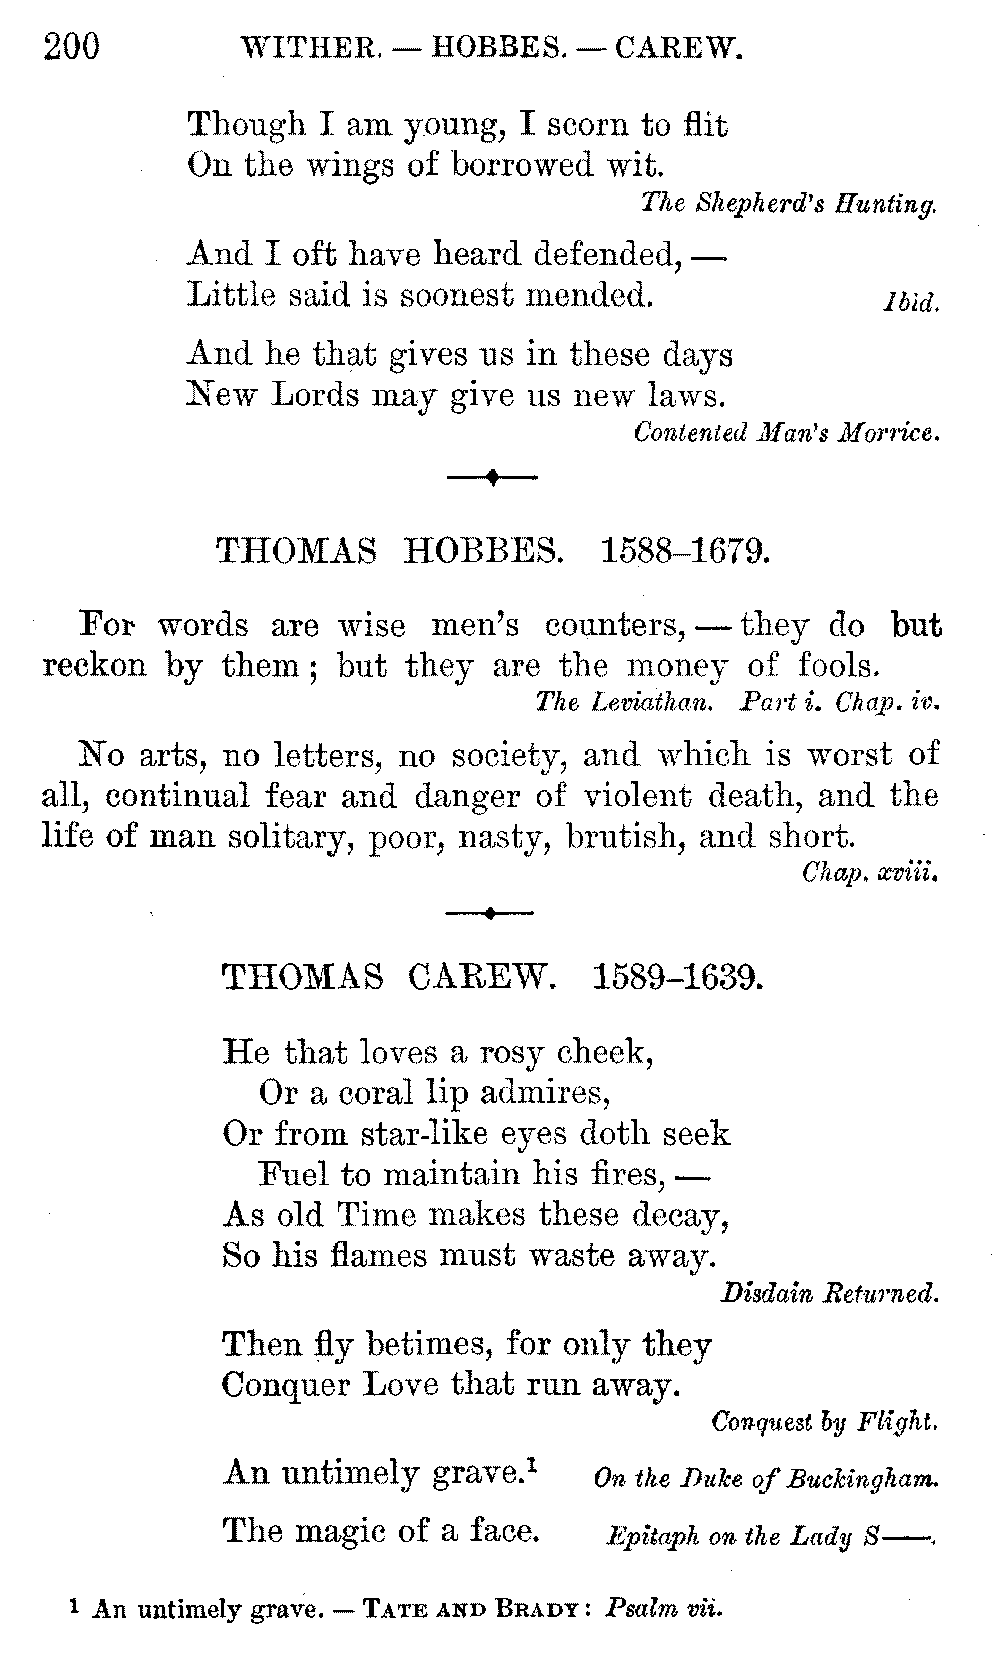 200 WITHER. — HOBBES. — CAREW.
Though I am young, I scorn to flit
On the wings of borrowed wit.
The Shepherd's Hunting.
And I oft have heard defended, —
Little said is soonest mended. Ibid.
And he that gives us in these days
New Lords may give us new laws.
Contented Man's Morrice.
THOMAS HOBBES. 1588–1679.
For words are wise men's counters, — they do but
reckon by them ; but they are the money of fools.
The Leviathan. Part i. Chap. iv.
No arts, no letters, no society, and which is worst of
all, continual fear and danger of violent death, and the
life of man solitary, poor, nasty, brutish, and short.
Chap. xviii.
THOMAS CAREW. 1589–1639.
He that loves a rosy cheek,
Or a coral lip admires,
Or from star-like eyes doth seek
Fuel to maintain his fires, —
As old Time makes these decay,
So his flames must waste away.
Disdain Returned.
Then fly betimes, for only they
Conquer Love that run away.
Conquest by Flight.
An untimely grave.¹ On the Duke of Buckingham.
The magic of a face. Epitaph on the Lady S——.
¹ An untimely grave. — TATE AND BRADY : Psalm vii.